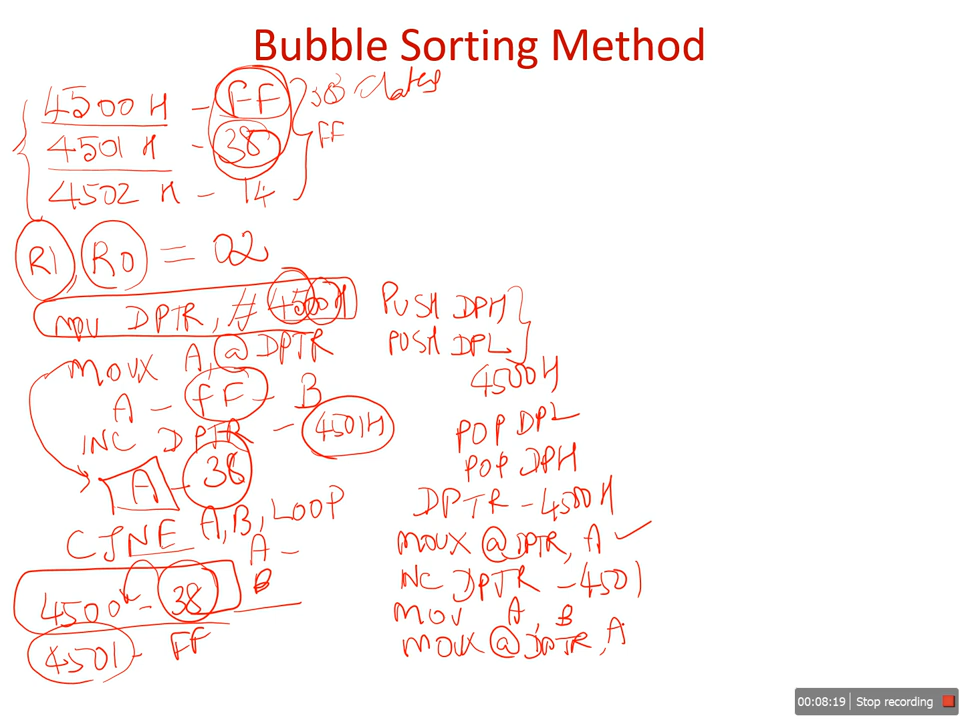 Bubble Sorting Method
4500 H - FF
4501 H - 38
4502 H - 14
38
FF
R1, R0 = 02
MOV DPTR, # 4500H
MOVX A, @ DPTR
A - FF - B
INC DPTR - 4501H
A - 38
CJNE A, B, LOOP
A -
B
4500 - 38
4501 - FF
PUSH DPH
PUSH DPL
4500H
POP DPL
POP DPH
DPTR - 4500H
MOVX @ DPTR, A
INC DPTR - 4501
MOV A, B
MOVX @ DPTR, A
00:08:19 Stop recording